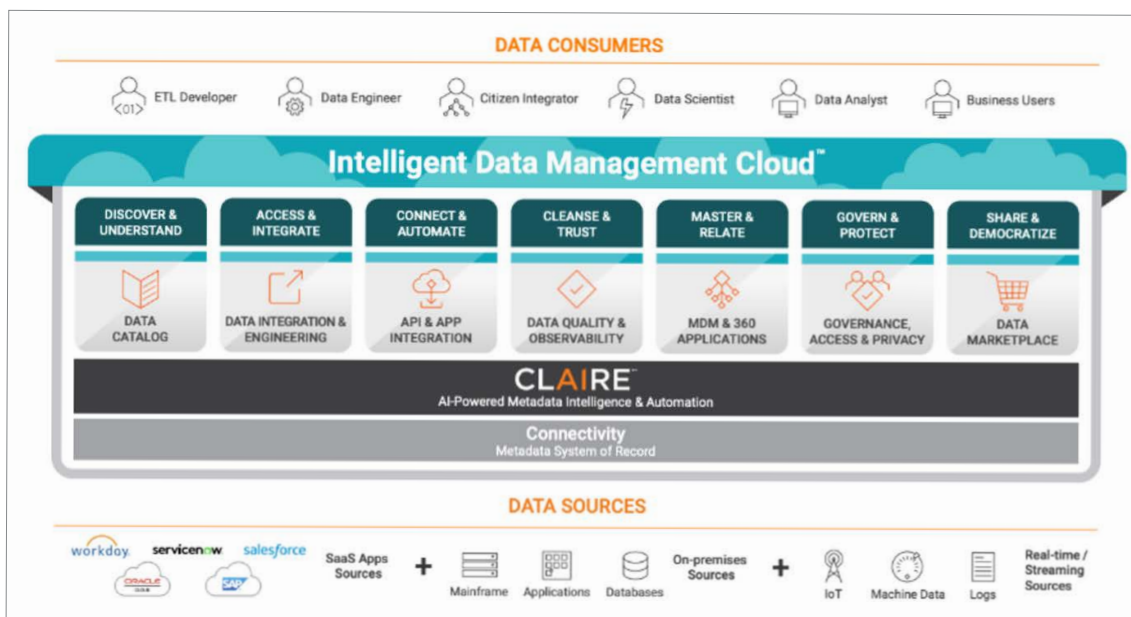 DATA CONSUMERS
<01>
ETL Developer
Data Engineer
Citizen Integrator
Data Scientist
Data Analyst
Business Users
Intelligent Data Management Cloud™
DISCOVER &
UNDERSTAND
ACCESS &
INTEGRATE
CONNECT &
AUTOMATE
CLEANSE &
TRUST
MASTER &
RELATE
GOVERN &
PROTECT
SHARE &
DEMOCRATIZE
DATA
CATALOG
DATA INTEGRATION &
ENGINEERING
API & APP
INTEGRATION
DATA QUALITY &
OBSERVABILITY
MDM & 360
APPLICATIONS
GOVERNANCE,
ACCESS & PRIVACY
DATA
MARKETPLACE
CLAIRE™
AI-Powered Metadata Intelligence & Automation
Connectivity
Metadata System of Record
DATA SOURCES
workday.
servicenow
salesforce
ORACLE
CLOUD
SAP
SaaS Apps
Sources
+
Mainframe
Applications
Databases
On-premises
Sources
+
IoT
Machine Data
Logs
Real-time /
Streaming
Sources